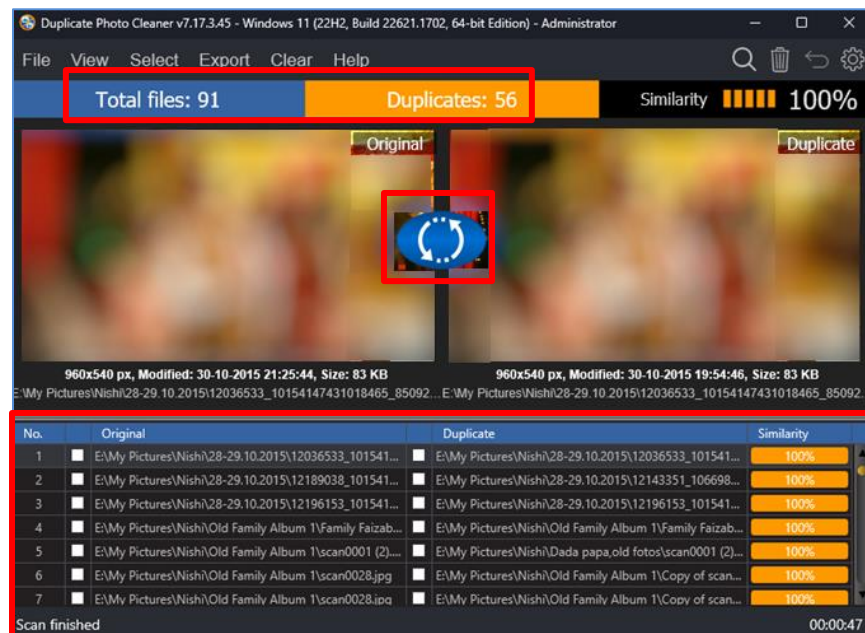 Duplicate Photo Cleaner v7.17.3.45 - Windows 11 (22H2, Build 22621.1702, 64-bit Edition) - Administrator
File View Select Export Clear Help
Total files: 91 Duplicates: 56 Similarity 100%
Original Duplicate
960x540 px, Modified: 30-10-2015 21:25:44, Size: 83 KB 960x540 px, Modified: 30-10-2015 19:54:46, Size: 83 KB
E:\My Pictures\Nishi\28-29.10.2015\12036533_10154147431018465_85092... E:\My Pictures\Nishi\28-29.10.2015\12036533_10154147431018465_85092...
No. Original Duplicate Similarity
1 E:\My Pictures\Nishi\28-29.10.2015\12036533_101541... E:\My Pictures\Nishi\28-29.10.2015\12036533_101541... 100%
2 E:\My Pictures\Nishi\28-29.10.2015\12189038_101541... E:\My Pictures\Nishi\28-29.10.2015\12143351_106698... 100%
3 E:\My Pictures\Nishi\28-29.10.2015\12196153_101541... E:\My Pictures\Nishi\28-29.10.2015\12196153_101541... 100%
4 E:\My Pictures\Nishi\Old Family Album 1\Family Faizab... E:\My Pictures\Nishi\Old Family Album 1\Family Faizab... 100%
5 E:\My Pictures\Nishi\Old Family Album 1\scan0001 (2).... E:\My Pictures\Nishi\Dada papa,old fotos\scan0001 (2)... 100%
6 E:\My Pictures\Nishi\Old Family Album 1\scan0028.jpg E:\My Pictures\Nishi\Old Family Album 1\Copy of scan... 100%
7 E:\My Pictures\Nishi\Old Family Album 1\scan0028.jpg E:\My Pictures\Nishi\Old Family Album 1\Copy of scan... 100%
Scan finished 00:00:47